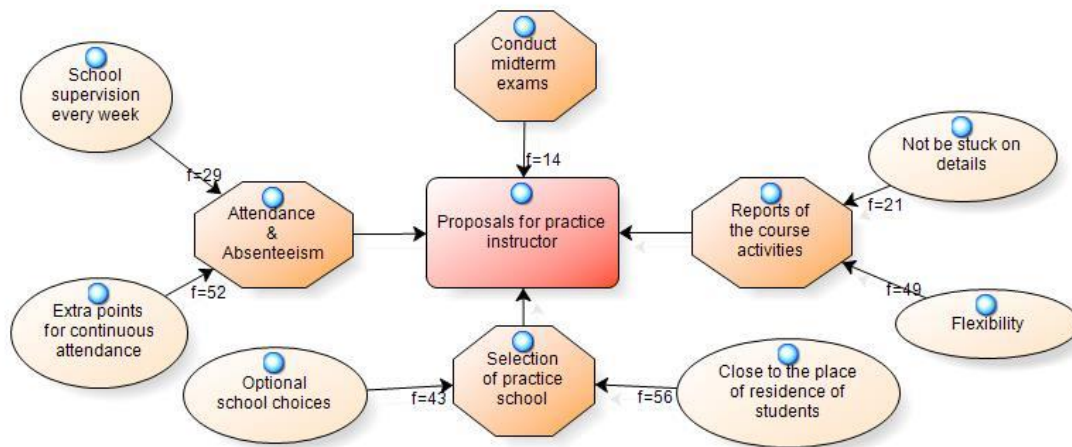 School
supervision
every week
f=29
Conduct
midterm
exams
f=14
Not be stuck on
details
f=21
Attendance
&
Absenteeism
Proposals for practice
instructor
Reports of
the course
activities
Extra points
for continuous
attendance
f=52
f=49
Flexibility
Optional
school choices
f=43
Selection
of practice
school
f=56
Close to the place
of residence of
students